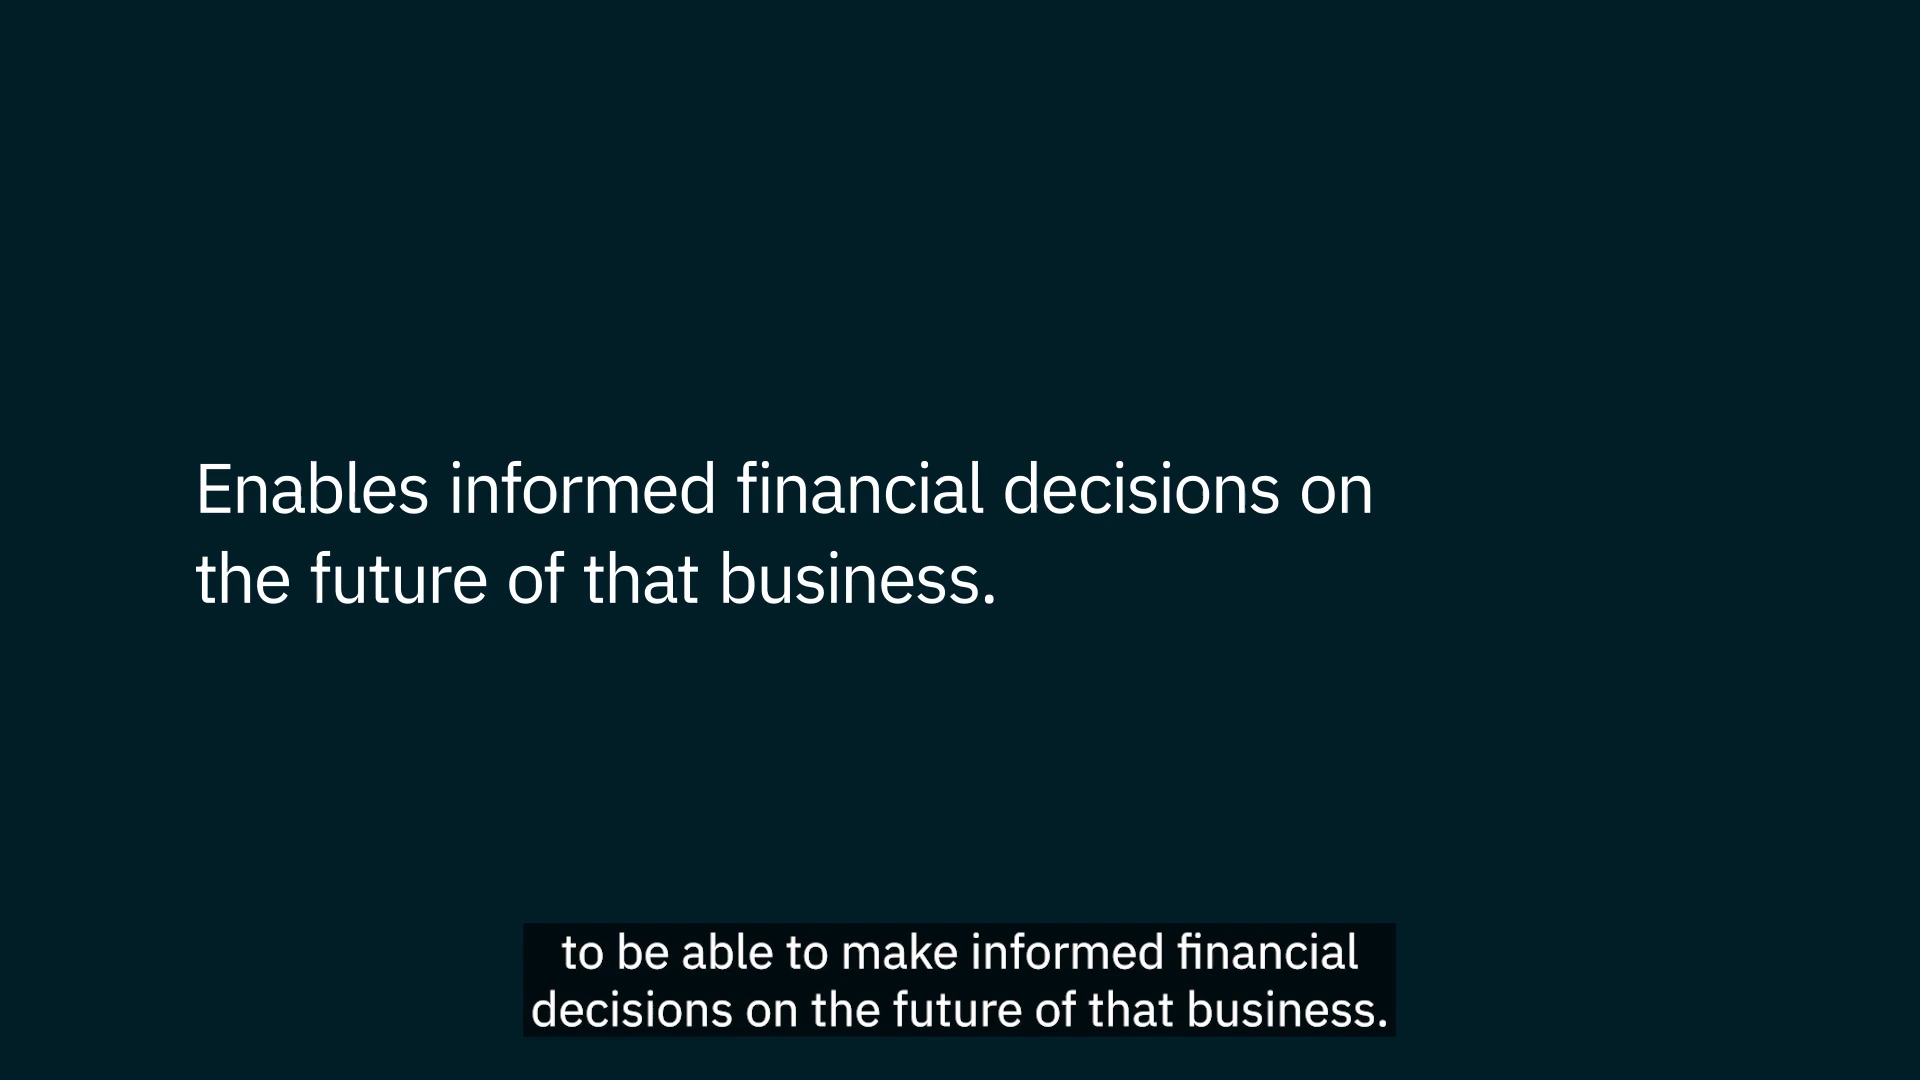 Enables informed financial decisions on
the future of that business.
to be able to make informed financial
decisions on the future of that business.